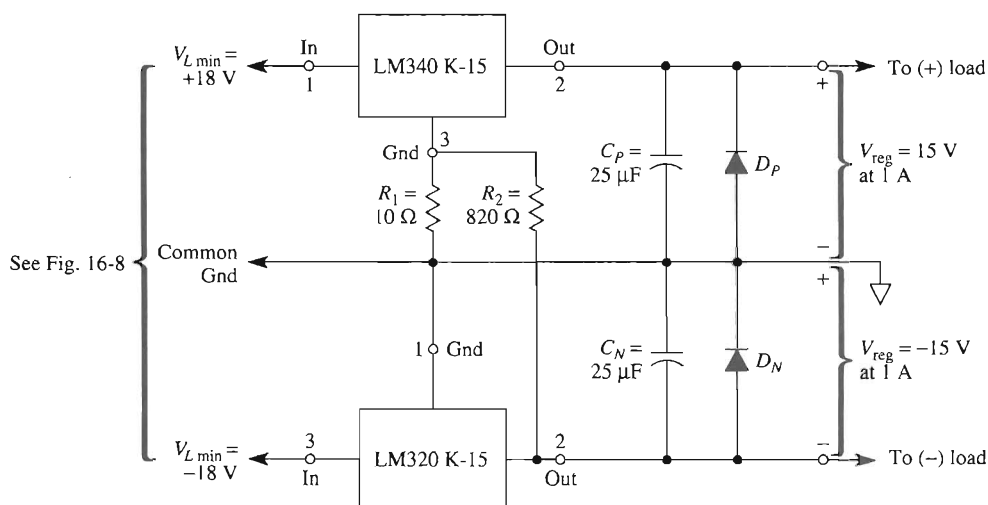 V_L min =
+18 V
In
1
LM340 K-15
Out
2
To (+) load
+
3
Gnd
R_1 =
10 Ω
R_2 =
820 Ω
C_P =
25 µF
D_P
V_reg = 15 V
at 1 A
See Fig. 16-8
Common
Gnd
−
+
1
Gnd
C_N =
25 µF
D_N
V_reg = −15 V
at 1 A
V_L min =
−18 V
3
In
LM320 K-15
2
Out
−
To (−) load